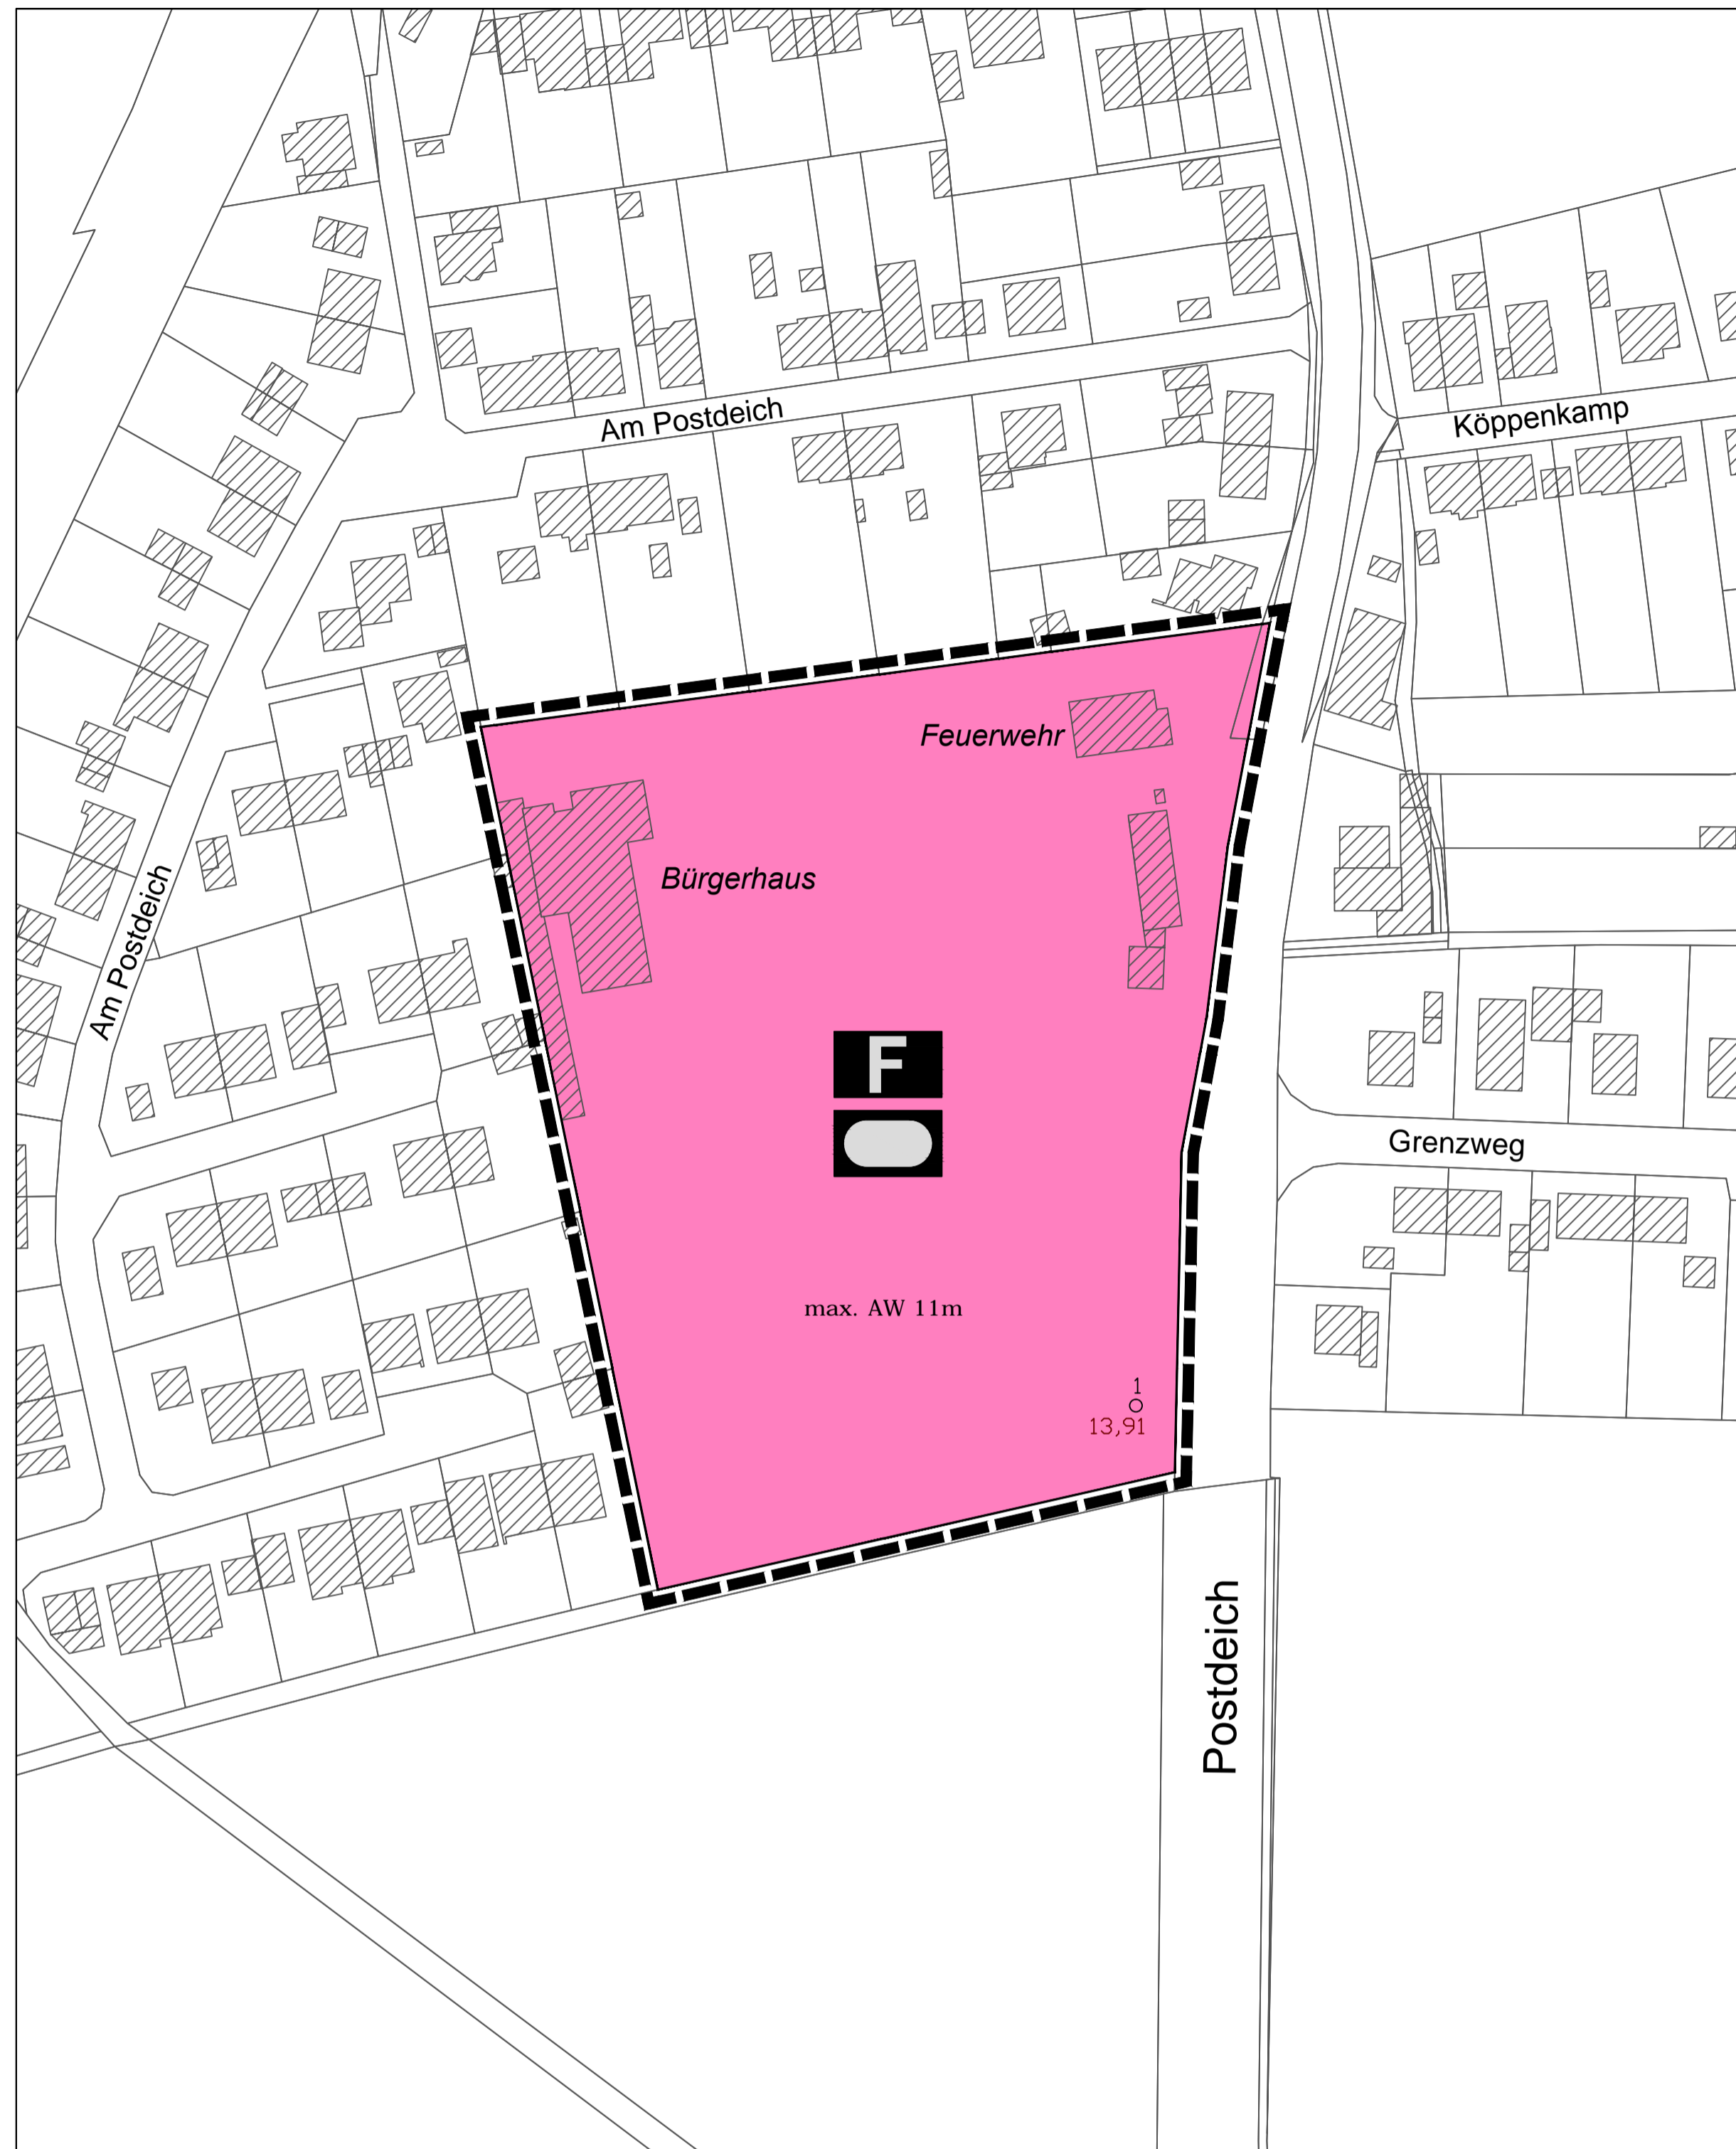 Am Postdeich
Köppenkamp
Feuerwehr
Bürgerhaus
Am Postdeich
F
Grenzweg
max. AW 11m
1
13,91
Postdeich